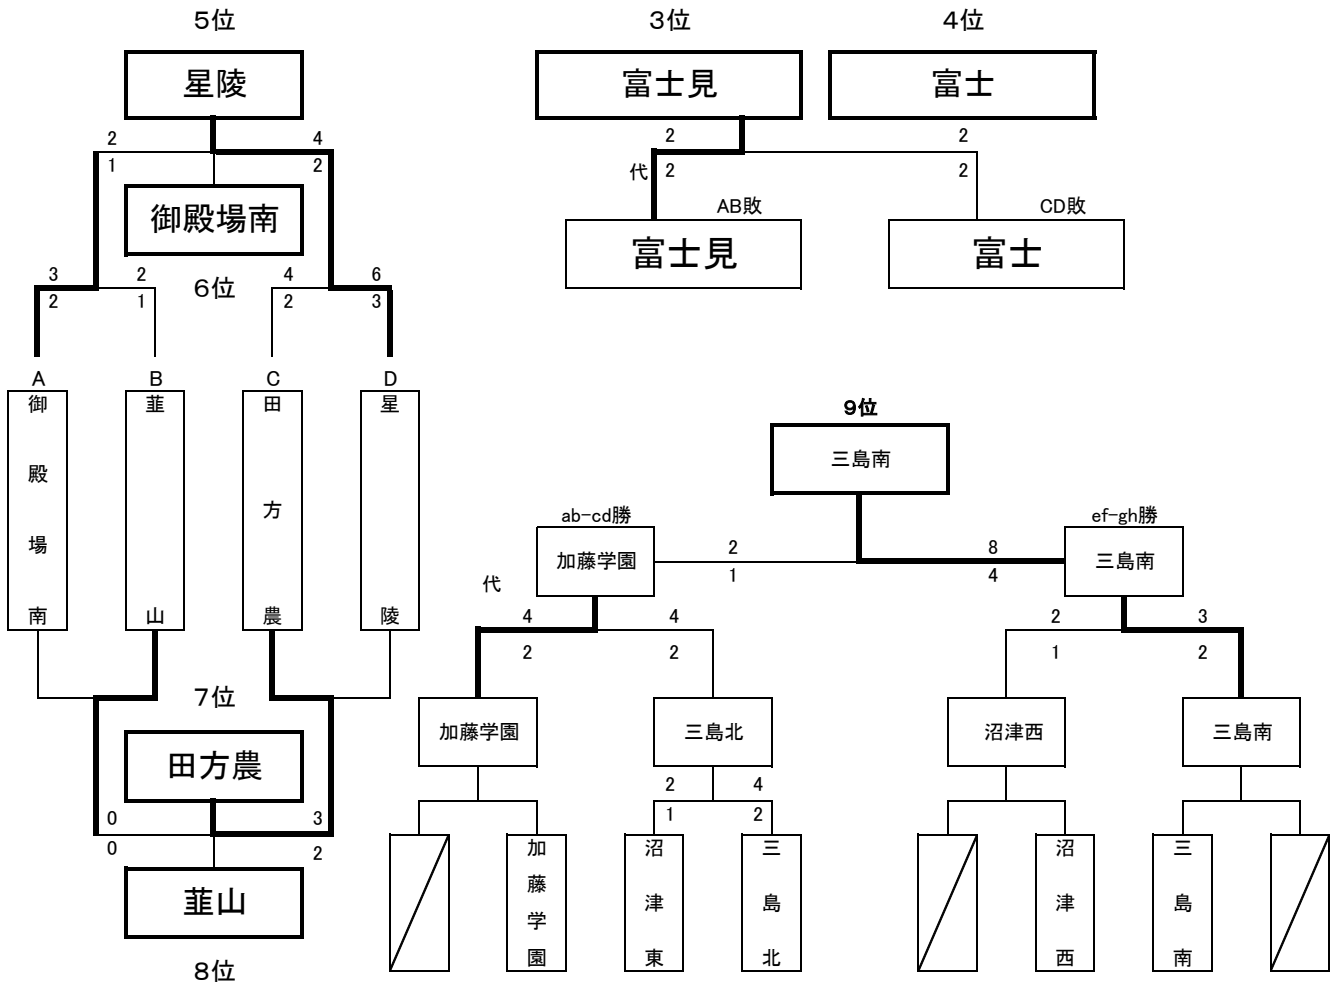 5位
星陵
2 4
1 2
御殿場南
3 2 6位 4 6
2 1 2 3
A B C D
御殿場南
韮山
田方農
星陵
7位
田方農
0 3
0 2
韮山
8位
3位 4位
富士見 富士
2 2
代 2 2
AB敗 CD敗
富士見 富士
9位
三島南
ab-cd勝 ef-gh勝
加藤学園 2 8 三島南
1 4
代
4 4 2 3
2 2 1 2
加藤学園 三島北 沼津西 三島南
2 4
1 2
加藤学園
沼津東
三島北
沼津西
三島南